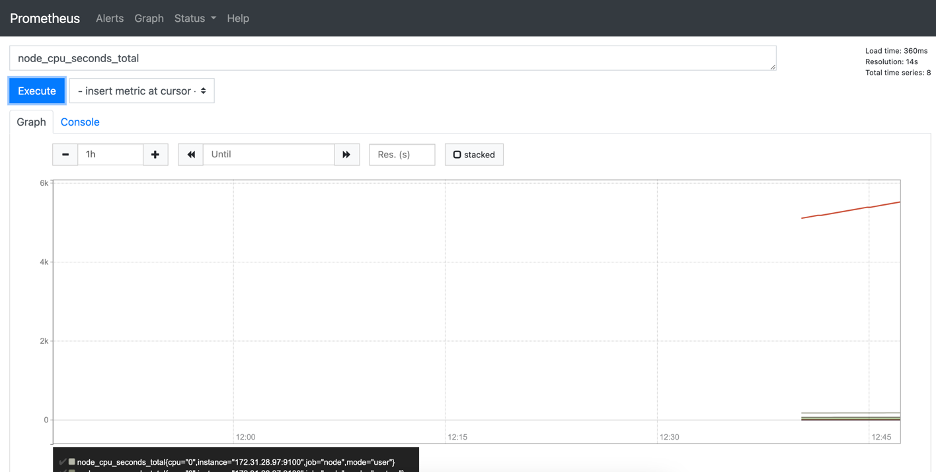 Prometheus Alerts Graph Status Help
node_cpu_seconds_total
Load time: 360ms
Resolution: 14s
Total time series: 8
Execute - insert metric at cursor -
Graph Console
1h Until Res. (s) stacked
6k
4k
2k
0
12:00 12:15 12:30 12:45
node_cpu_seconds_total{cpu="0",instance="172.31.28.97:9100",job="node",mode="user"}